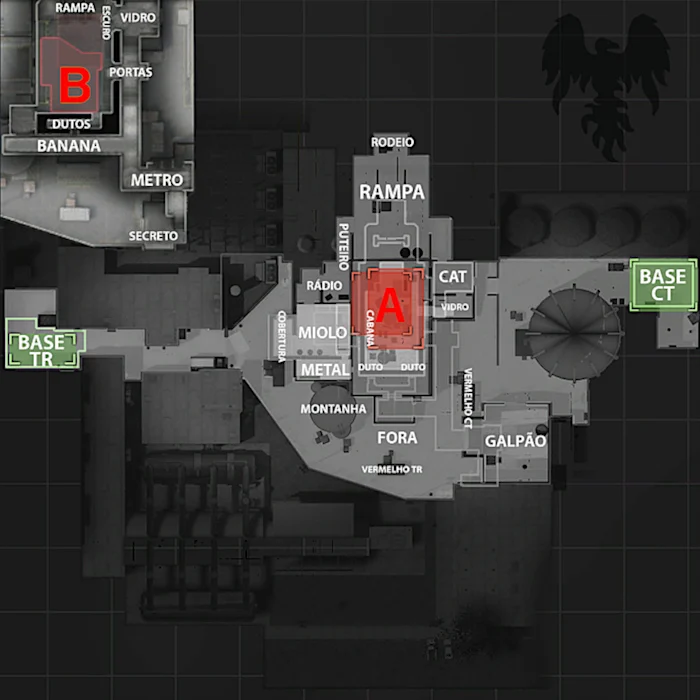 RAMPA
ESCURO
VIDRO
B
PORTAS
DUTOS
BANANA
METRO
SECRETO
RODEIO
RAMPA
PUTEIRO
RÁDIO
A
CAT
VIDRO
BASE
CT
COBERTURA
MIOLO
CABANA
BASE
TR
METAL
DUTO
DUTO
VERMELHO CT
MONTANHA
FORA
GALPÃO
VERMELHO TR